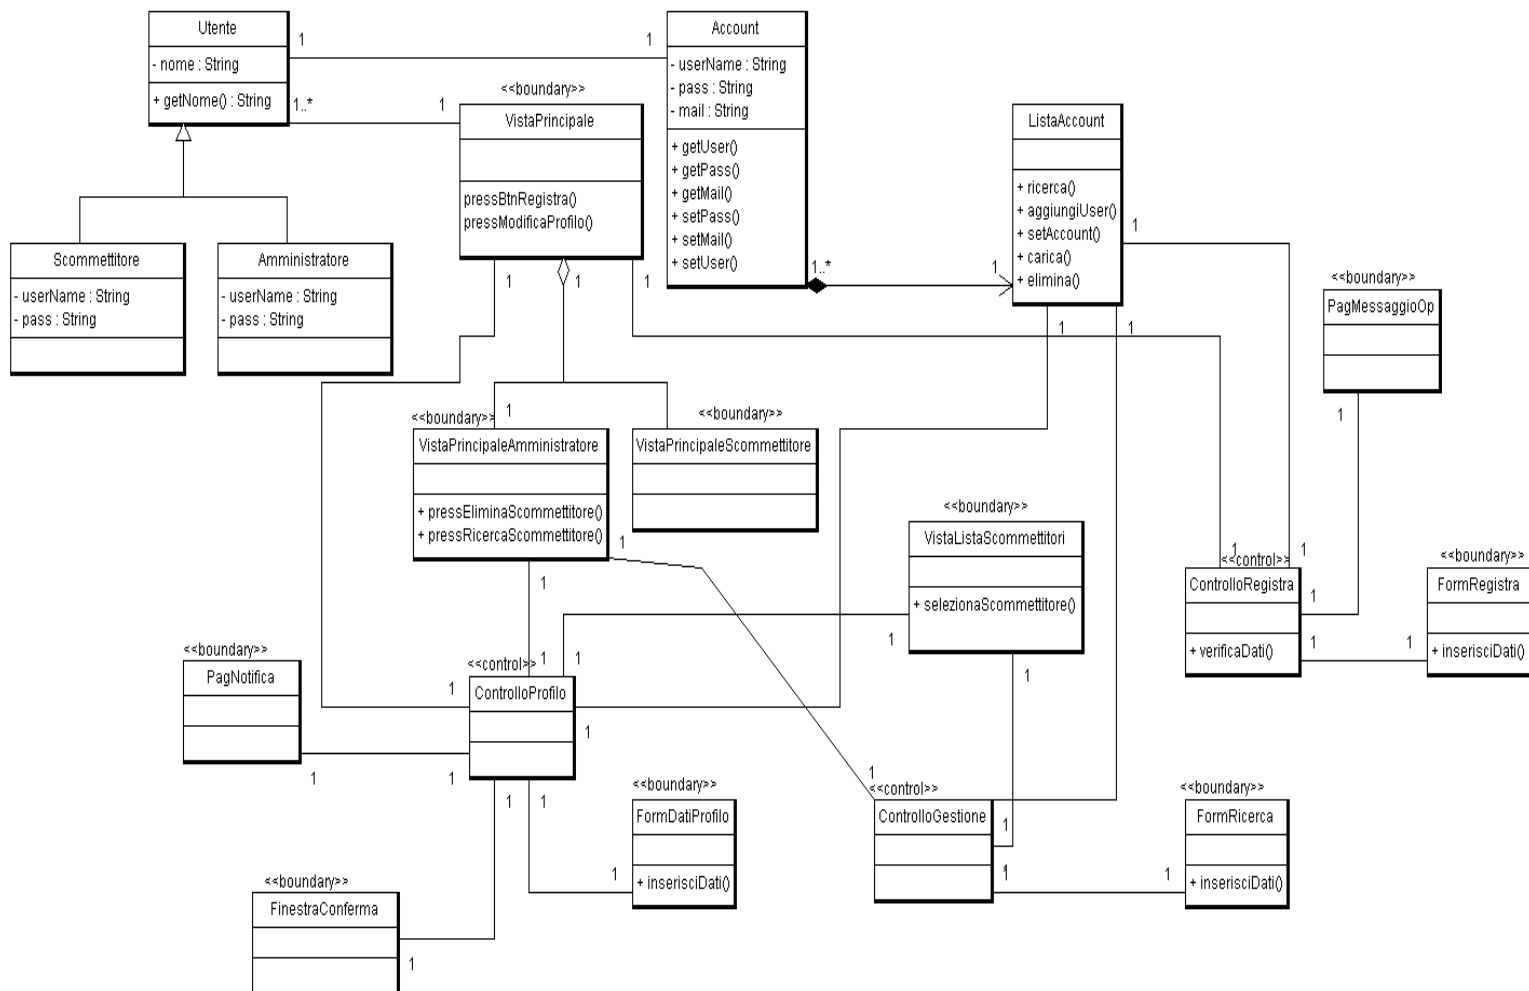 Utente
- nome : String
+ getNome() : String
1
1
1..*
1
Account
- userName : String
- pass : String
- mail : String
+ getUser()
+ getPass()
+ getMail()
+ setPass()
+ setMail()
+ setUser()
<<boundary>>
VistaPrincipale
pressBtnRegistra()
pressModificaProfilo()
1
1
1
1..*
1
ListaAccount
+ ricerca()
+ aggiungiUser()
+ setAccount()
+ carica()
+ elimina()
1
1
1
Scommettitore
- userName : String
- pass : String
Amministratore
- userName : String
- pass : String
<<boundary>>
PagMessaggioOp
1
<<boundary>>
1
VistaPrincipaleAmministratore
+ pressEliminaScommettitore()
+ pressRicercaScommettitore()
1
1
<<boundary>>
VistaPrincipaleScommettitore
<<boundary>>
VistaListaScommettitori
+ selezionaScommettitore()
1
1
1
1
<<control>>
ControlloRegistra
+ verificaDati()
1
1
1
<<boundary>>
FormRegistra
+ inserisciDati()
<<boundary>>
PagNotifica
1
<<control>>
1
1
1
ControlloProfilo
1
1
1
1
<<boundary>>
FormDatiProfilo
+ inserisciDati()
1
1
<<control>>
ControlloGestione
1
1
1
1
<<boundary>>
FormRicerca
+ inserisciDati()
<<boundary>>
FinestraConferma
1